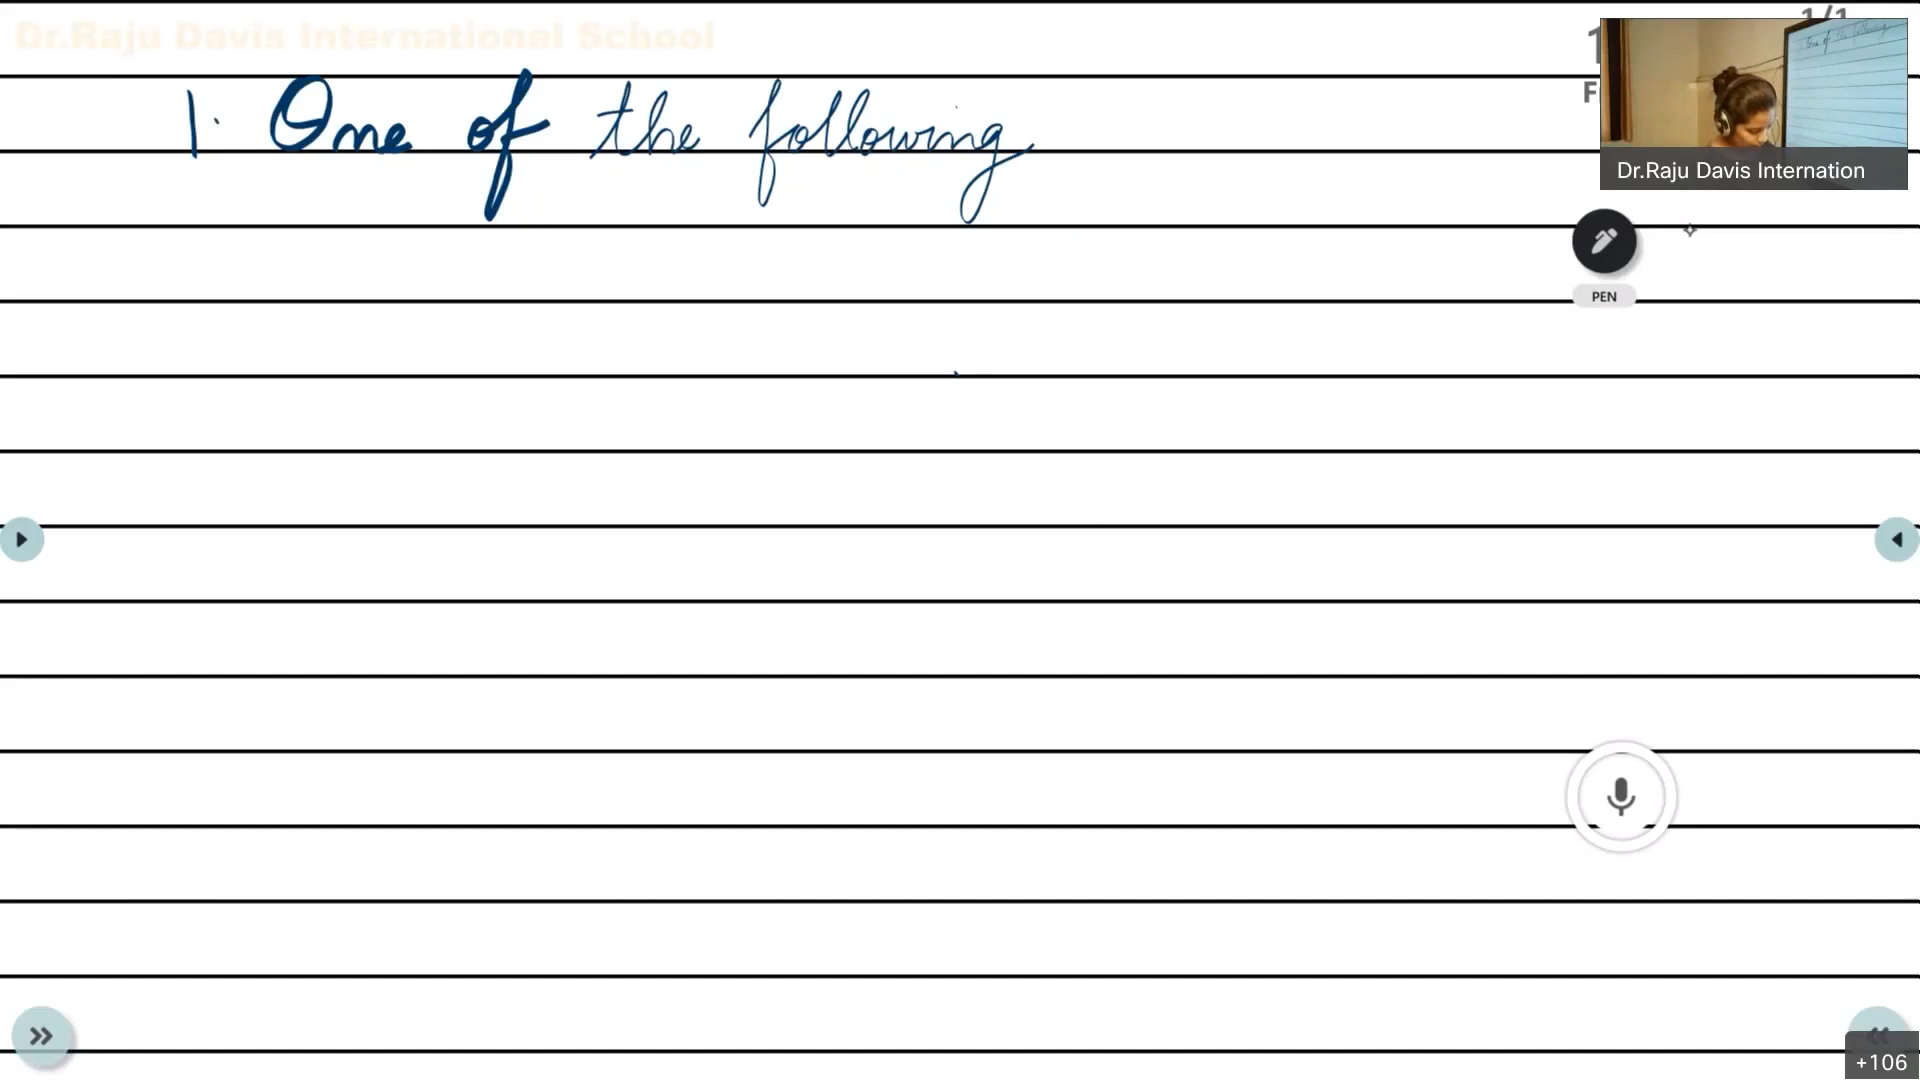 Dr.Raju Davis International School
1. One of the following
Dr.Raju Davis Internation
PEN
+106